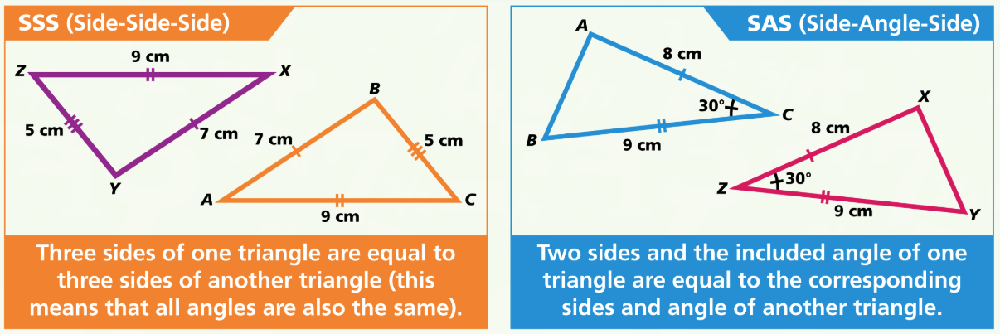 SSS (Side-Side-Side)
9 cm
Z
X
5 cm
7 cm
Y
B
7 cm
5 cm
A
C
9 cm
Three sides of one triangle are equal to
three sides of another triangle (this
means that all angles are also the same).
SAS (Side-Angle-Side)
A
8 cm
30°
C
B
9 cm
X
8 cm
30°
Z
9 cm
Y
Two sides and the included angle of one
triangle are equal to the corresponding
sides and angle of another triangle.